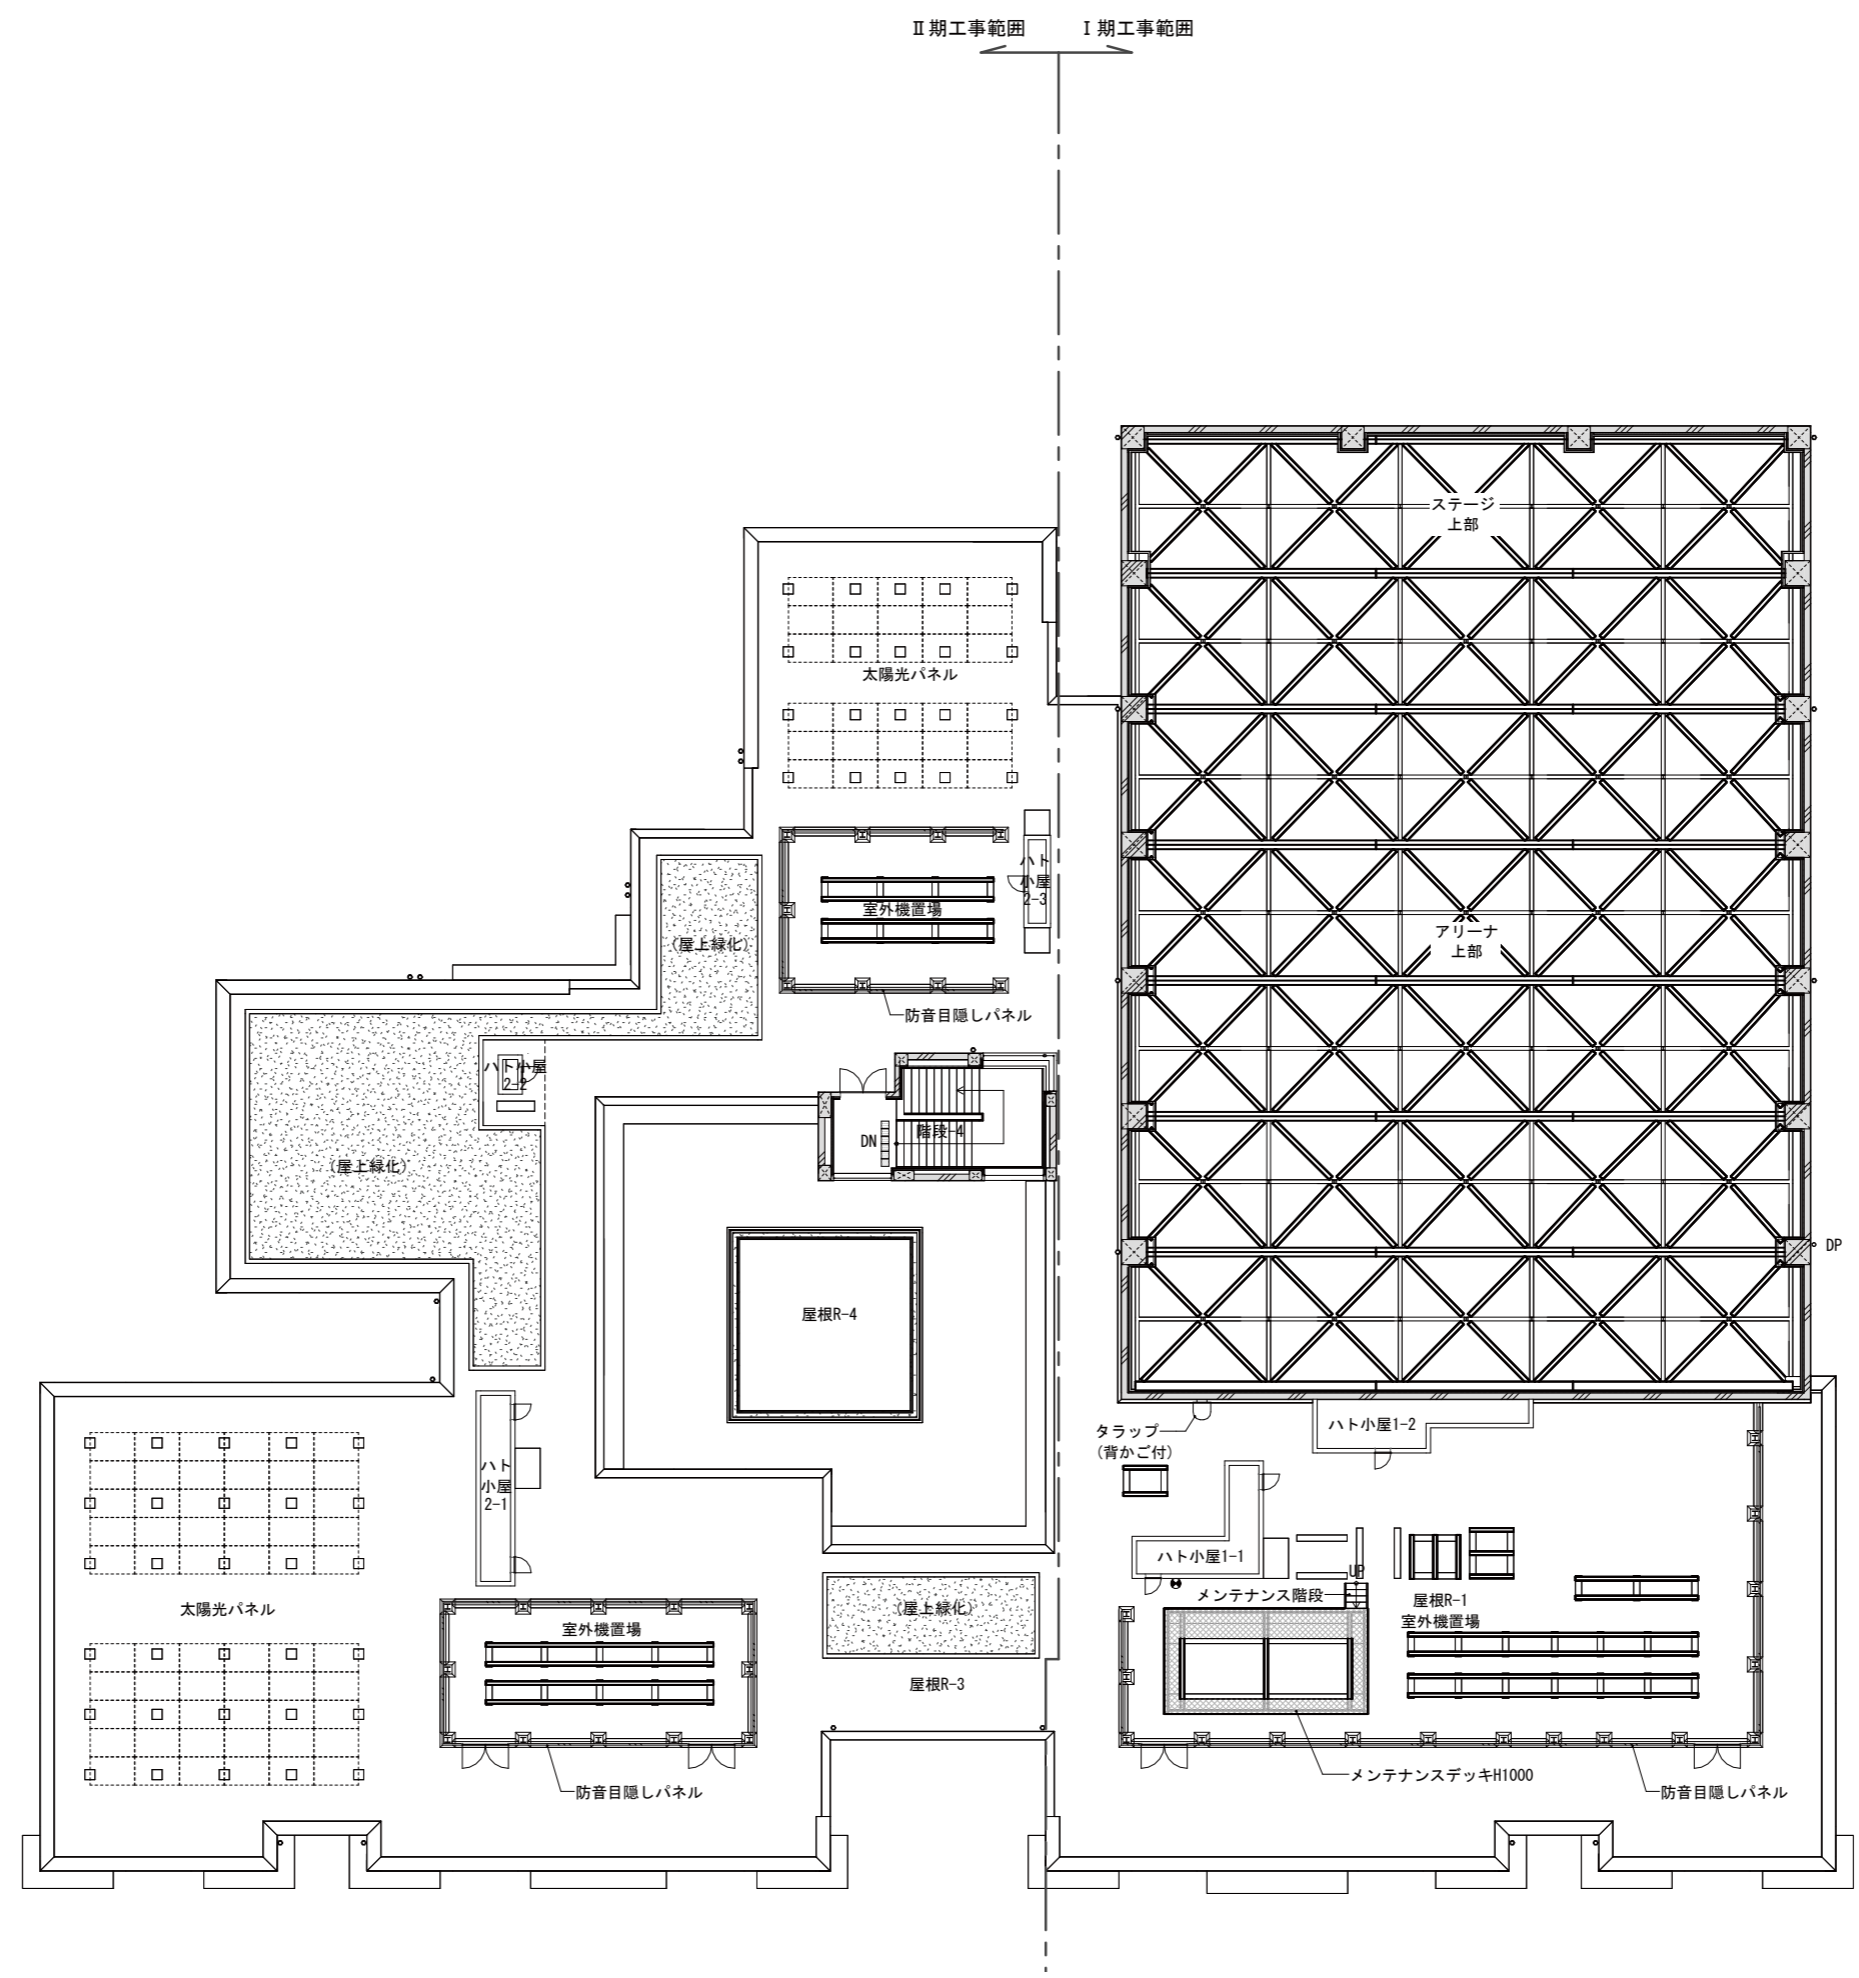 Ⅱ期工事範囲
Ⅰ期工事範囲
ステージ
上部
太陽光パネル
ハト
小屋
2-3
室外機置場
(屋上緑化)
アリーナ
上部
防音目隠しパネル
ハト小屋
2-2
DN
階段-4
(屋上緑化)
DP
屋根R-4
タラップ
(背かご付)
ハト小屋1-2
ハト
小屋
2-1
ハト小屋1-1
UP
メンテナンス階段
屋根R-1
室外機置場
太陽光パネル
(屋上緑化)
室外機置場
屋根R-3
メンテナンスデッキH1000
防音目隠しパネル
防音目隠しパネル